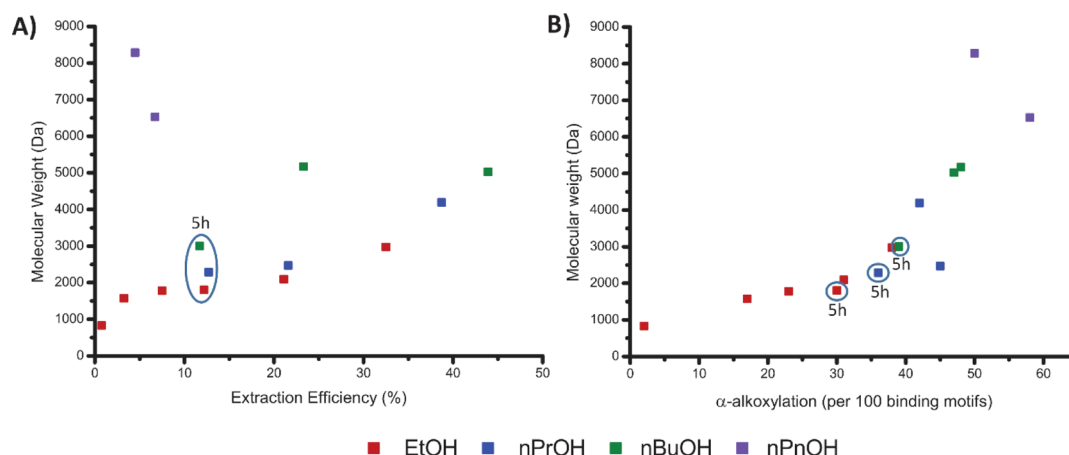 A)
Molecular Weight (Da)
9000
8000
7000
6000
5000
4000
3000
2000
1000
0
5h
0 10 20 30 40 50
Extraction Efficiency (%)
B)
Molecular weight (Da)
9000
8000
7000
6000
5000
4000
3000
2000
1000
0
5h
5h
5h
0 10 20 30 40 50 60
α-alkoxylation (per 100 binding motifs)
EtOH nPrOH nBuOH nPnOH